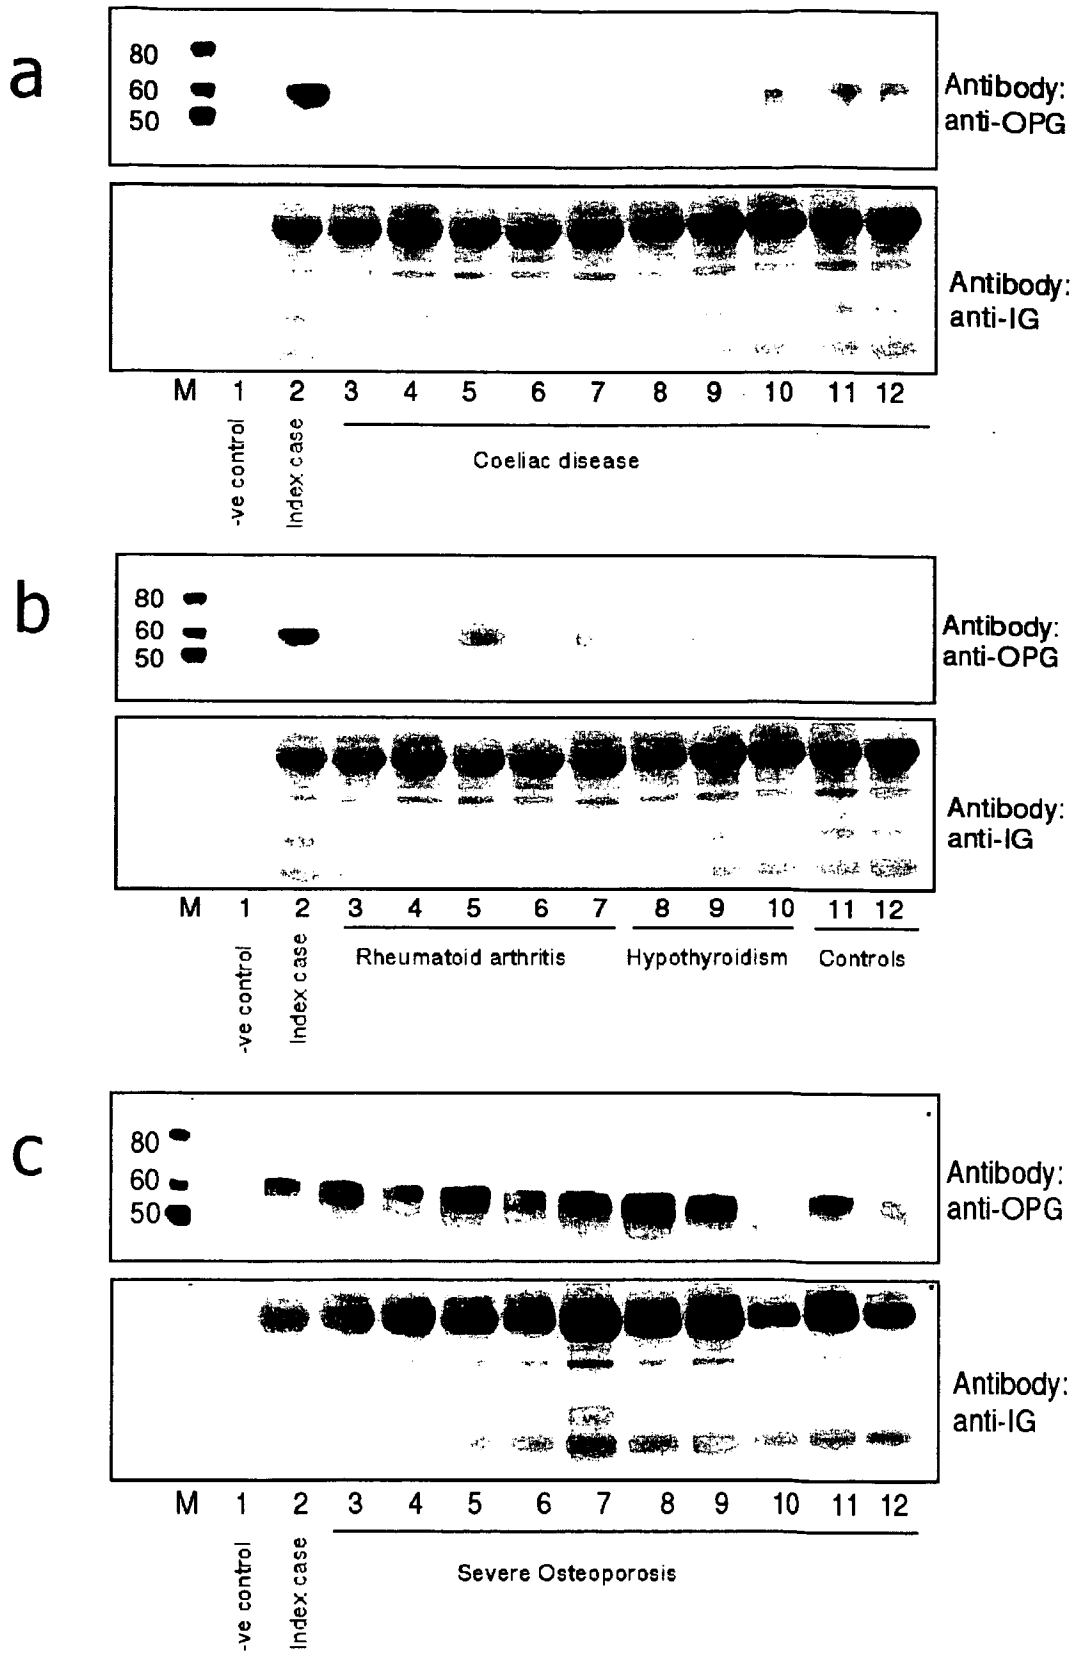 a
80
60
50
Antibody:
anti-OPG
Antibody:
anti-IG
M 1 2 3 4 5 6 7 8 9 10 11 12
-ve control
Index case
Coeliac disease
b
80
60
50
Antibody:
anti-OPG
Antibody:
anti-IG
M 1 2 3 4 5 6 7 8 9 10 11 12
-ve control
Index case
Rheumatoid arthritis Hypothyroidism Controls
c
80
60
50
Antibody:
anti-OPG
Antibody:
anti-IG
M 1 2 3 4 5 6 7 8 9 10 11 12
-ve control
Index case
Severe Osteoporosis